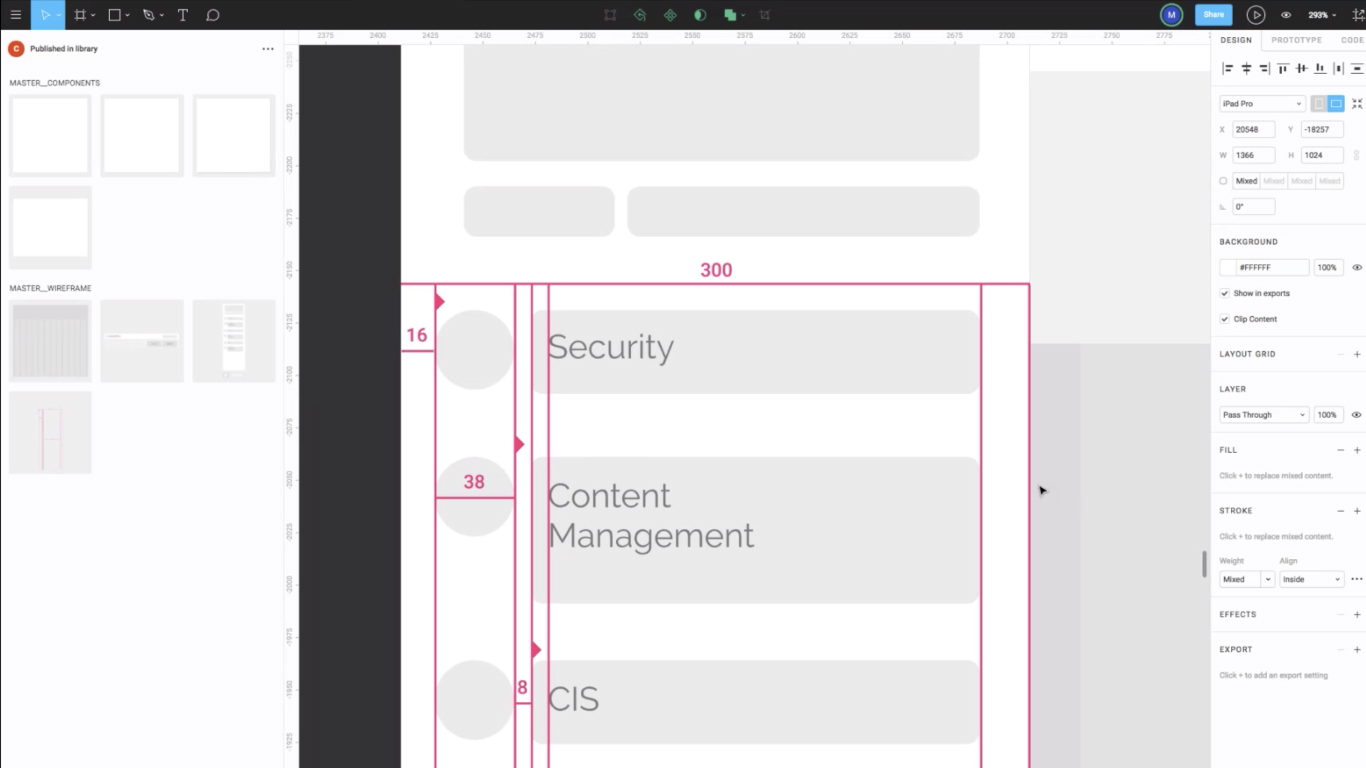 M
Share
293%
C
Published in library
MASTER__COMPONENTS
MASTER__WIREFRAME
2375 2400 2425 2450 2475 2500 2525 2550 2575 2600 2625 2650 2675 2700 2725 2750 2775
-2250
-2225
-2200
-2175
-2150
-2125
-2100
-2075
-2050
-2025
-2000
-1975
-1950
-1925
300
16
Security
38
Content
Management
8
CIS
DESIGN PROTOTYPE CODE
iPad Pro
X 20548 Y -18257
W 1366 H 1024
Mixed Mixed Mixed Mixed
0°
BACKGROUND
#FFFFFF 100%
Show in exports
Clip Content
LAYOUT GRID
LAYER
Pass Through 100%
FILL
Click + to replace mixed content.
STROKE
Click + to replace mixed content.
Weight Align
Mixed Inside
EFFECTS
EXPORT
Click + to add an export setting